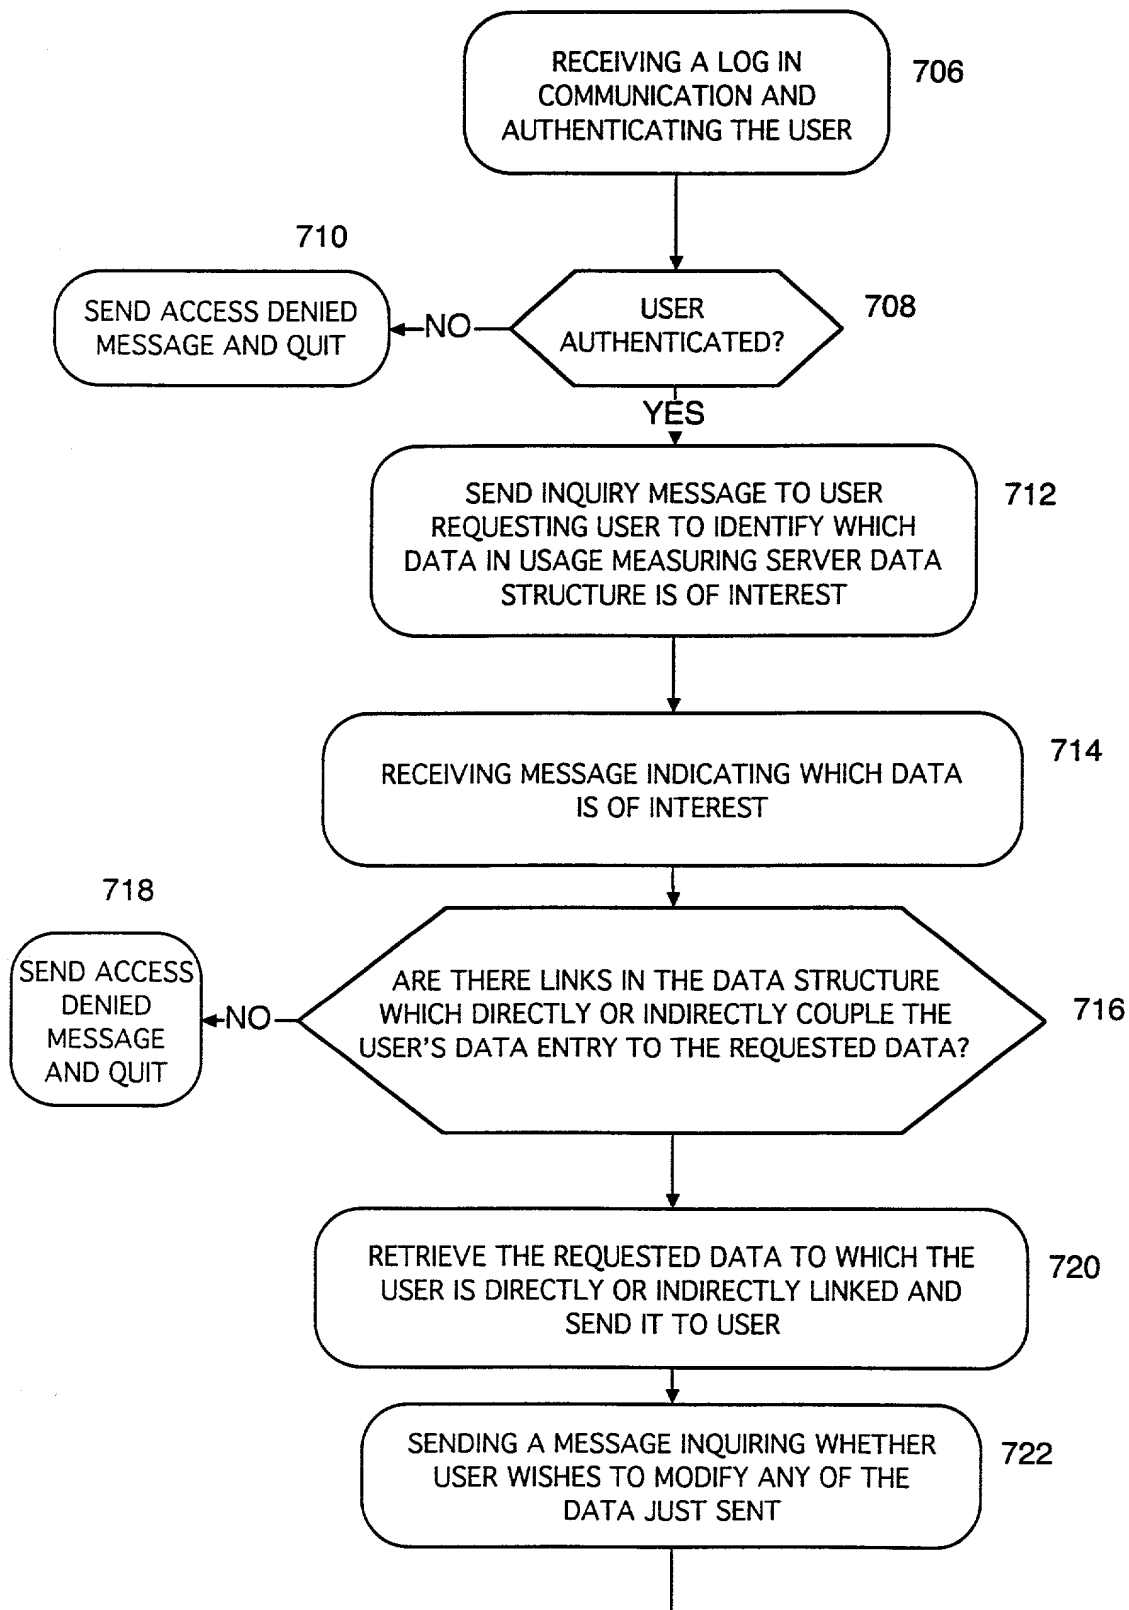 RECEIVING A LOG IN
COMMUNICATION AND
AUTHENTICATING THE USER
706
710
SEND ACCESS DENIED
MESSAGE AND QUIT
NO
USER
AUTHENTICATED?
708
YES
SEND INQUIRY MESSAGE TO USER
REQUESTING USER TO IDENTIFY WHICH
DATA IN USAGE MEASURING SERVER DATA
STRUCTURE IS OF INTEREST
712
RECEIVING MESSAGE INDICATING WHICH DATA
IS OF INTEREST
714
718
SEND ACCESS
DENIED
MESSAGE
AND QUIT
NO
ARE THERE LINKS IN THE DATA STRUCTURE
WHICH DIRECTLY OR INDIRECTLY COUPLE THE
USER'S DATA ENTRY TO THE REQUESTED DATA?
716
RETRIEVE THE REQUESTED DATA TO WHICH THE
USER IS DIRECTLY OR INDIRECTLY LINKED AND
SEND IT TO USER
720
SENDING A MESSAGE INQUIRING WHETHER
USER WISHES TO MODIFY ANY OF THE
DATA JUST SENT
722